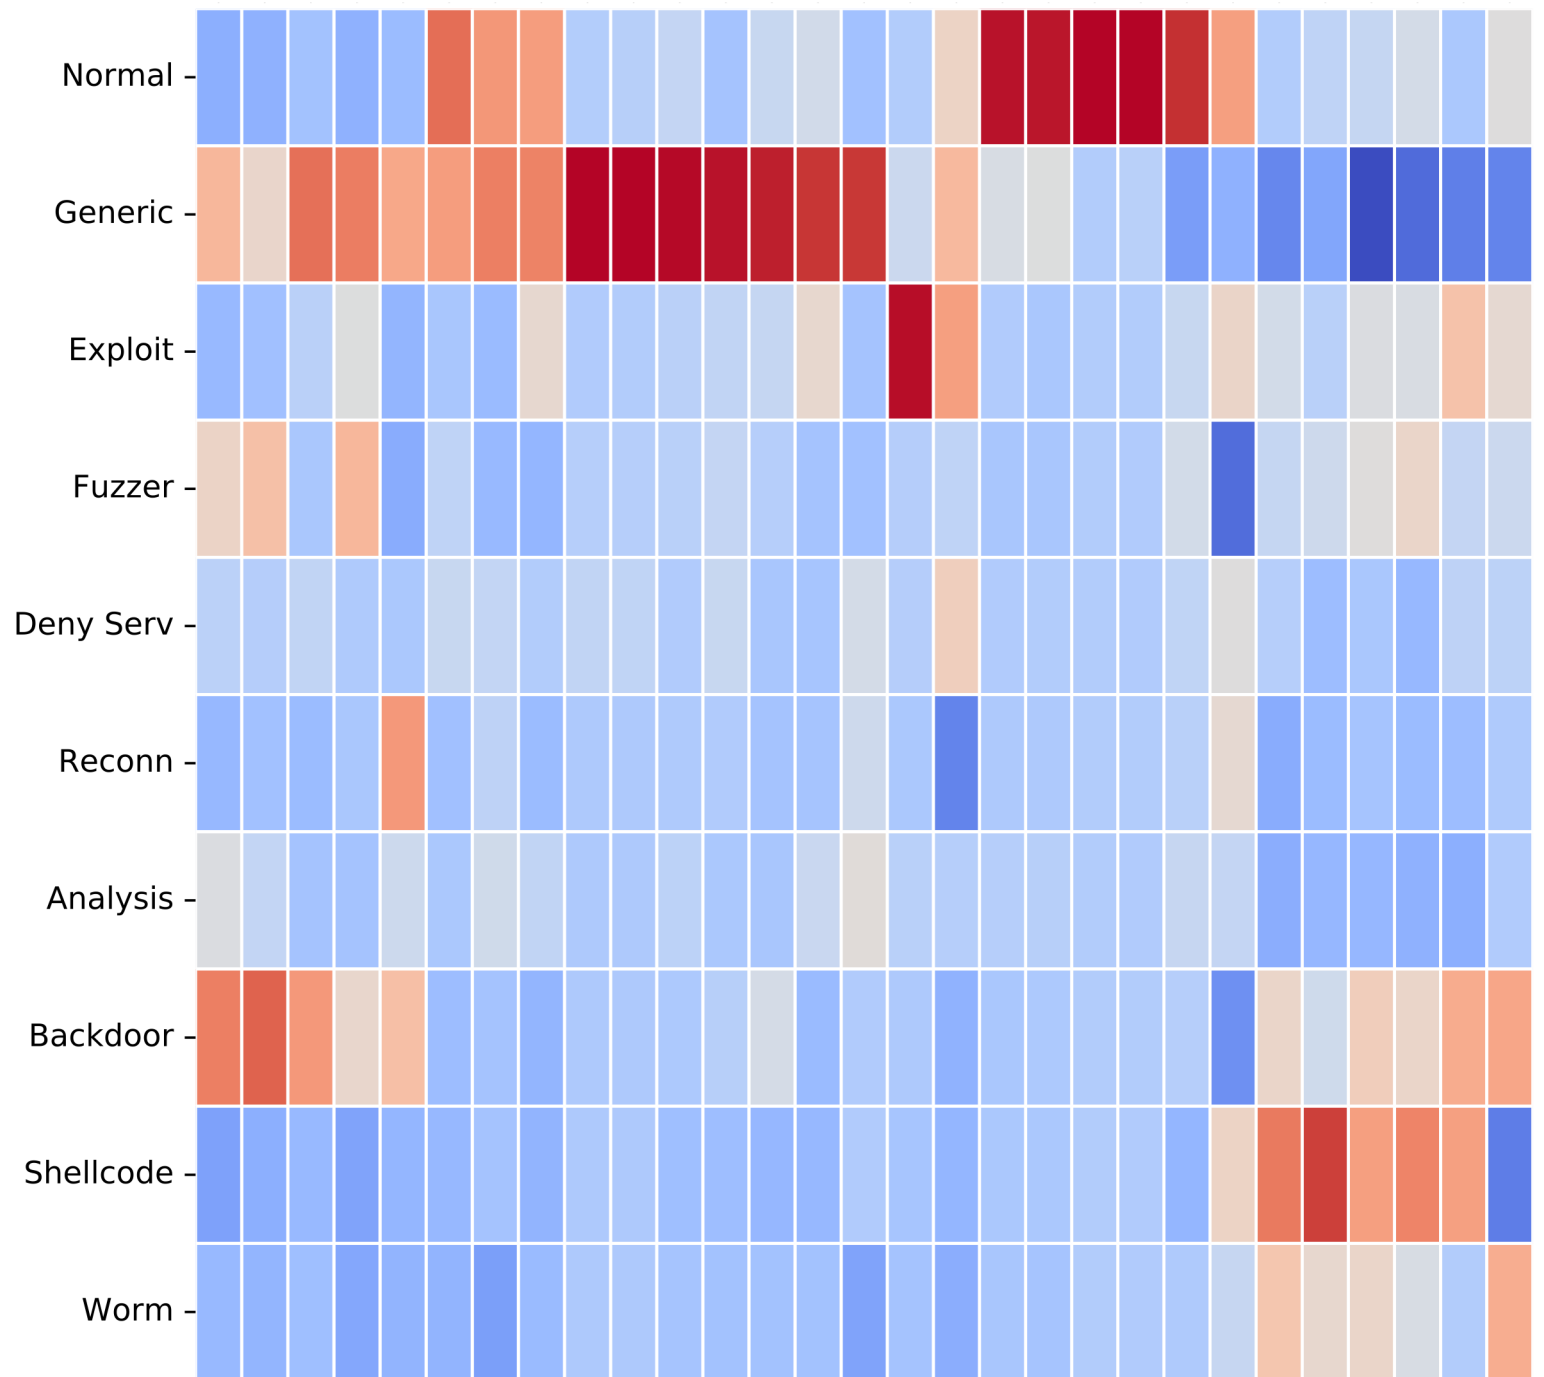 Normal
Generic
Exploit
Fuzzer
Deny Serv
Reconn
Analysis
Backdoor
Shellcode
Worm